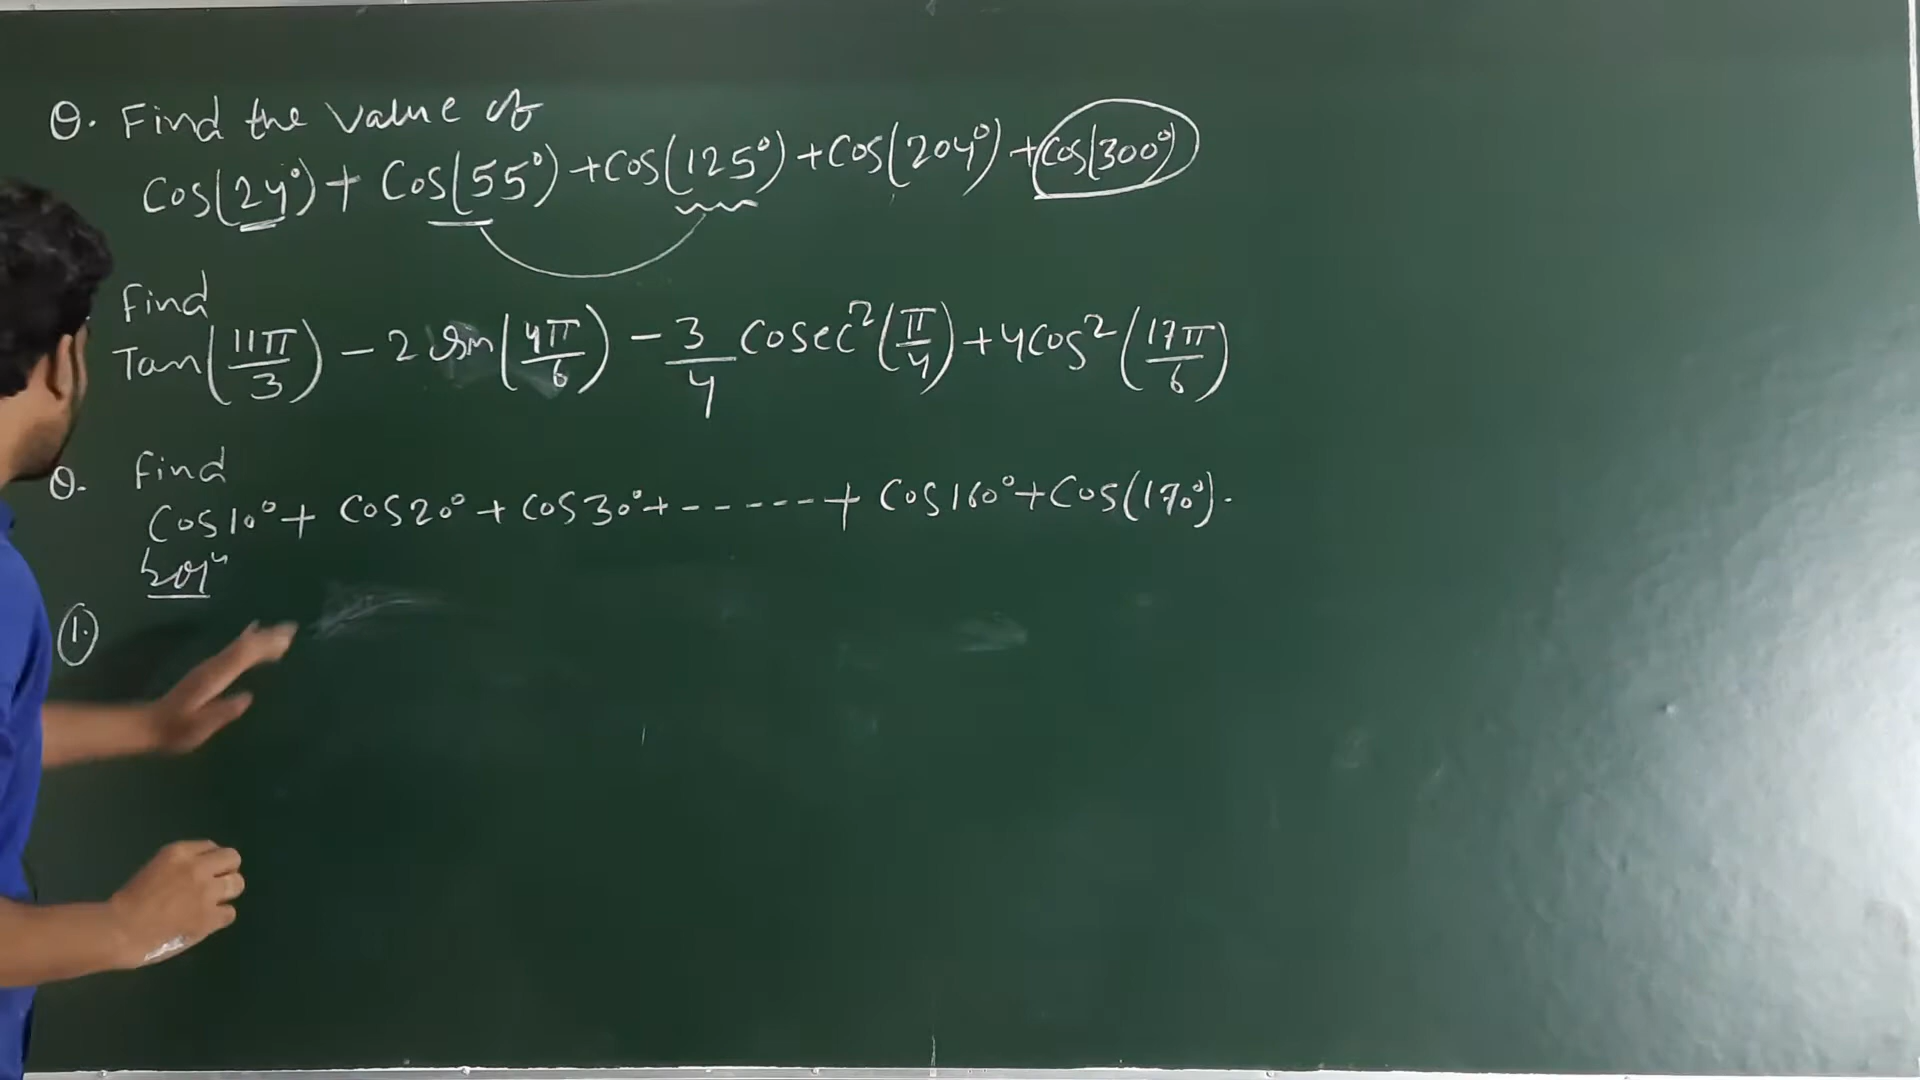 Q. Find the value of
Cos(24°) + Cos(55°) + Cos(125°) + Cos(204°) + Cos(300°)
Find
Tan(11π/3) - 2 Sin(4π/6) - 3/4 Cosec²(π/4) + 4Cos²(17π/6)
Q. Find
Cos10° + Cos20° + Cos30° + ------ + Cos160° + Cos(170°).
Solⁿ
1.